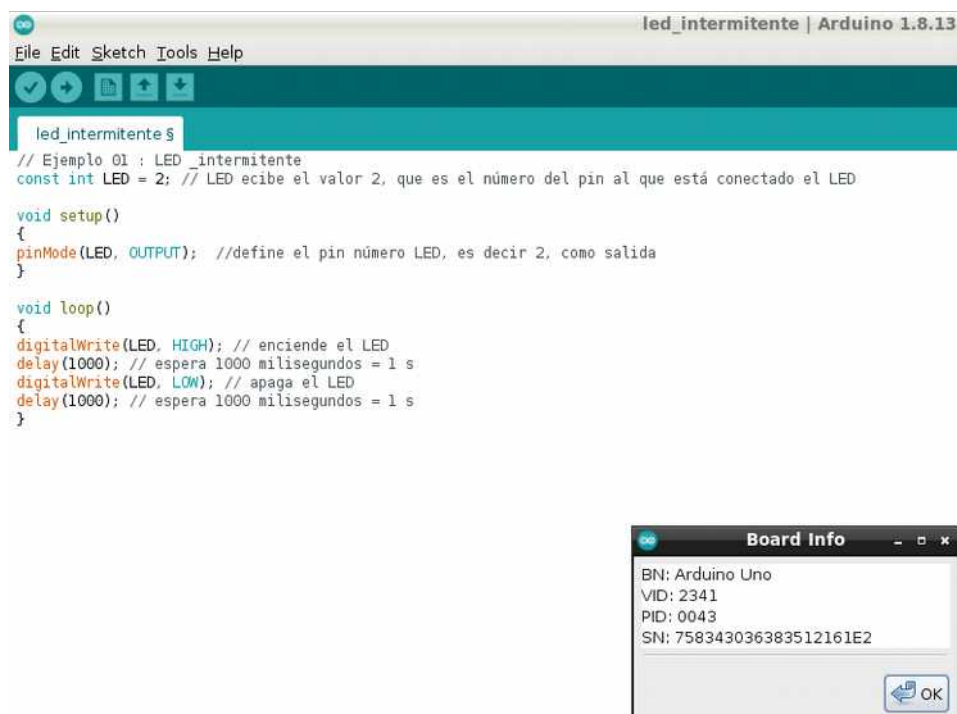 led_intermitente | Arduino 1.8.13
File Edit Sketch Tools Help
led_intermitente §
// Ejemplo 01 : LED _intermitente
const int LED = 2; // LED ecibe el valor 2, que es el número del pin al que está conectado el LED
void setup()
{
pinMode(LED, OUTPUT);  //define el pin número LED, es decir 2, como salida
}
void loop()
{
digitalWrite(LED, HIGH); // enciende el LED
delay(1000); // espera 1000 milisegundos = 1 s
digitalWrite(LED, LOW); // apaga el LED
delay(1000); // espera 1000 milisegundos = 1 s
}
Board Info
BN: Arduino Uno
VID: 2341
PID: 0043
SN: 758343036383512161E2
OK